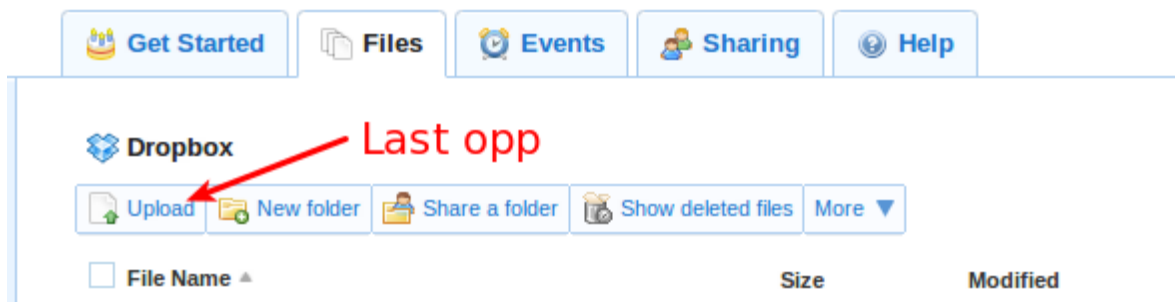 Get Started Files Events Sharing Help
Dropbox Last opp
Upload New folder Share a folder Show deleted files More ▼
File Name ▲ Size Modified